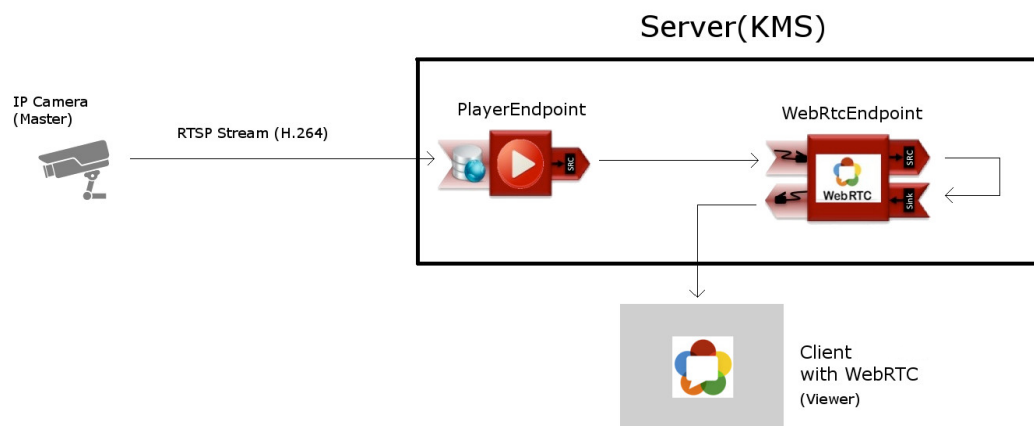 Server(KMS)
IP Camera
(Master)
RTSP Stream (H.264)
PlayerEndpoint
SRC
WebRtcEndpoint
SRC
WebRTC
Sink
Client
with WebRTC
(Viewer)